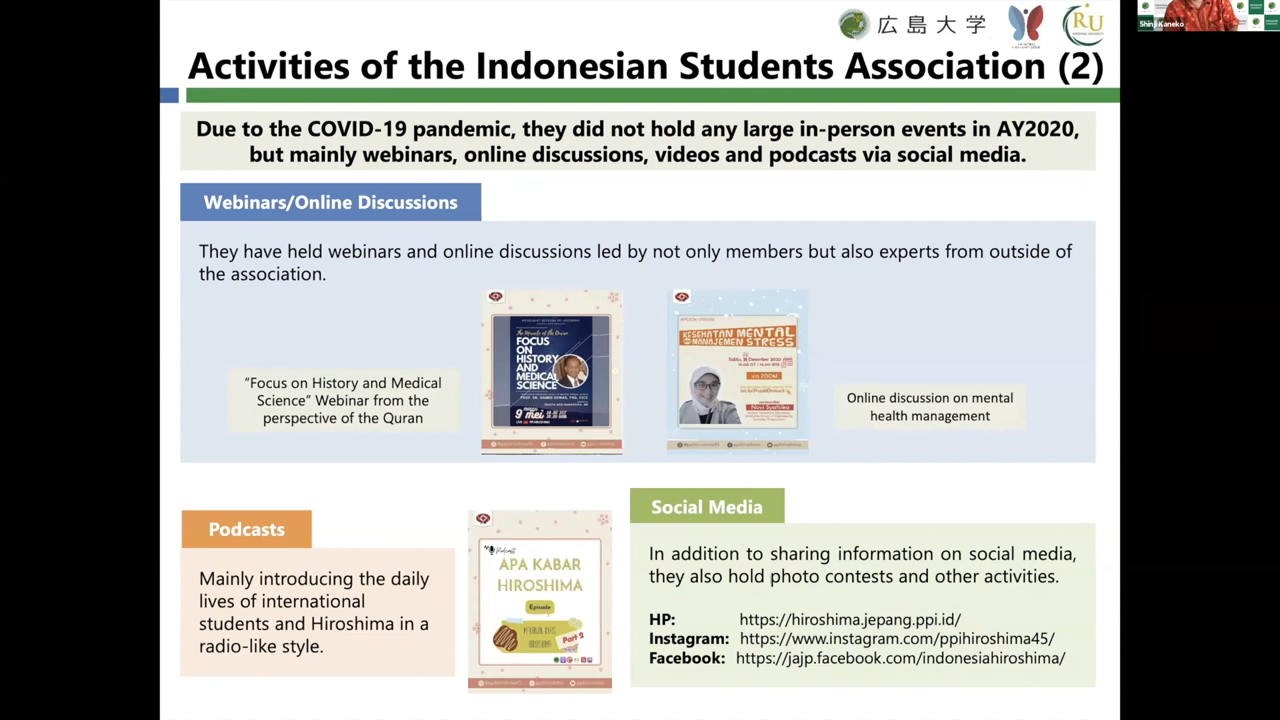 広島大学
RU
Shinji Kaneko
Activities of the Indonesian Students Association (2)
Due to the COVID-19 pandemic, they did not hold any large in-person events in AY2020,
but mainly webinars, online discussions, videos and podcasts via social media.
Webinars/Online Discussions
They have held webinars and online discussions led by not only members but also experts from outside of
the association.
"Focus on History and Medical
Science" Webinar from the
perspective of the Quran
FOCUS
ON
HISTORY
AND
MEDICAL
SCIENCE
9 mei
KESEHATAN MENTAL
MANAJEMEN STRESS
via ZOOM
Online discussion on mental
health management
Podcasts
Mainly introducing the daily
lives of international
students and Hiroshima in a
radio-like style.
Podcast
APA KABAR
HIROSHIMA
Episode
Part 2
Social Media
In addition to sharing information on social media,
they also hold photo contests and other activities.
HP: https://hiroshima.jepang.ppi.id/
Instagram: https://www.instagram.com/ppihiroshima45/
Facebook: https://jajp.facebook.com/indonesiahiroshima/